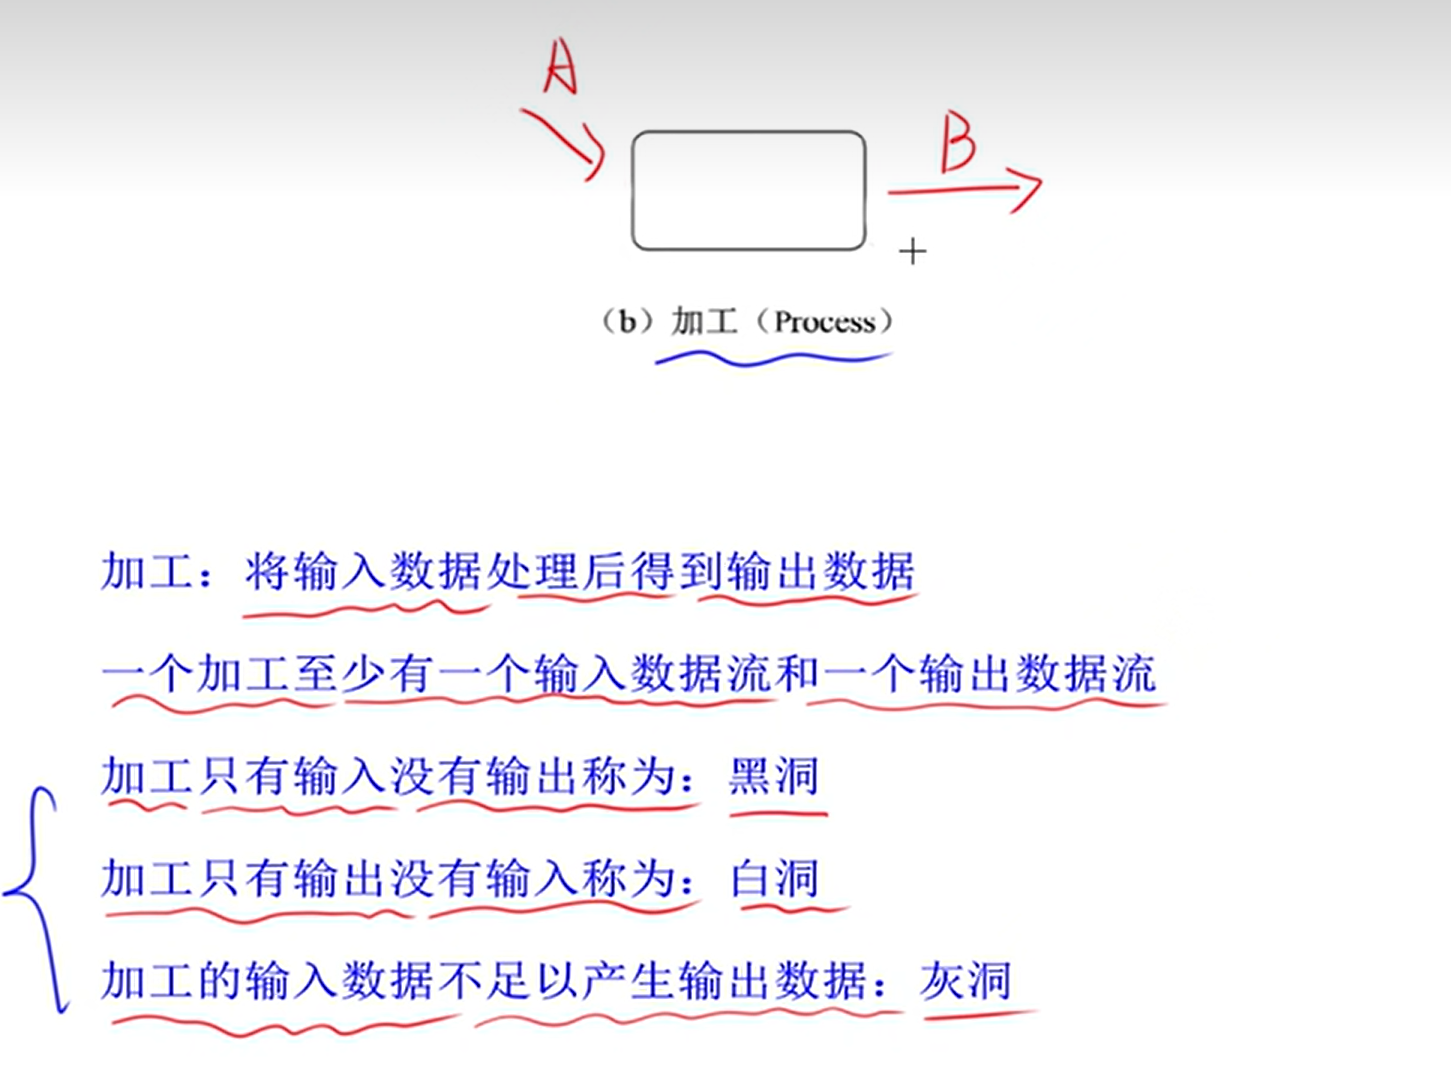 A
B
（b）加工（Process）
加工：将输入数据处理后得到输出数据
一个加工至少有一个输入数据流和一个输出数据流
加工只有输入没有输出称为：黑洞
加工只有输出没有输入称为：白洞
加工的输入数据不足以产生输出数据：灰洞